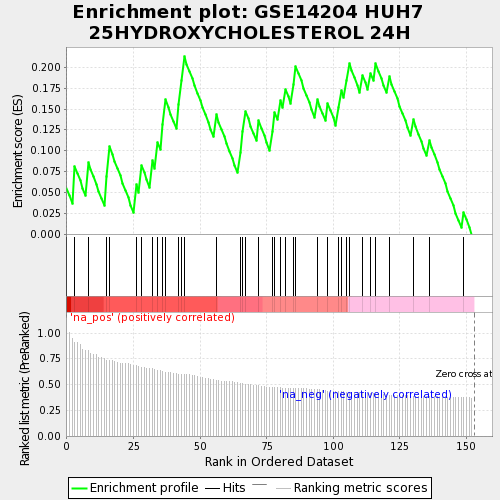 Enrichment plot: GSE14204 HUH7
25HYDROXYCHOLESTEROL 24H
Enrichment score (ES)
0.200
0.175
0.150
0.125
0.100
0.075
0.050
0.025
0.000
'na_pos' (positively correlated)
Ranked list metric (PreRanked)
1.00
0.75
0.50
0.25
0.00
Zero cross at
'na_neg' (negatively correlated)
0
25
50
75
100
125
150
Rank in Ordered Dataset
Enrichment profile
Hits
Ranking metric scores